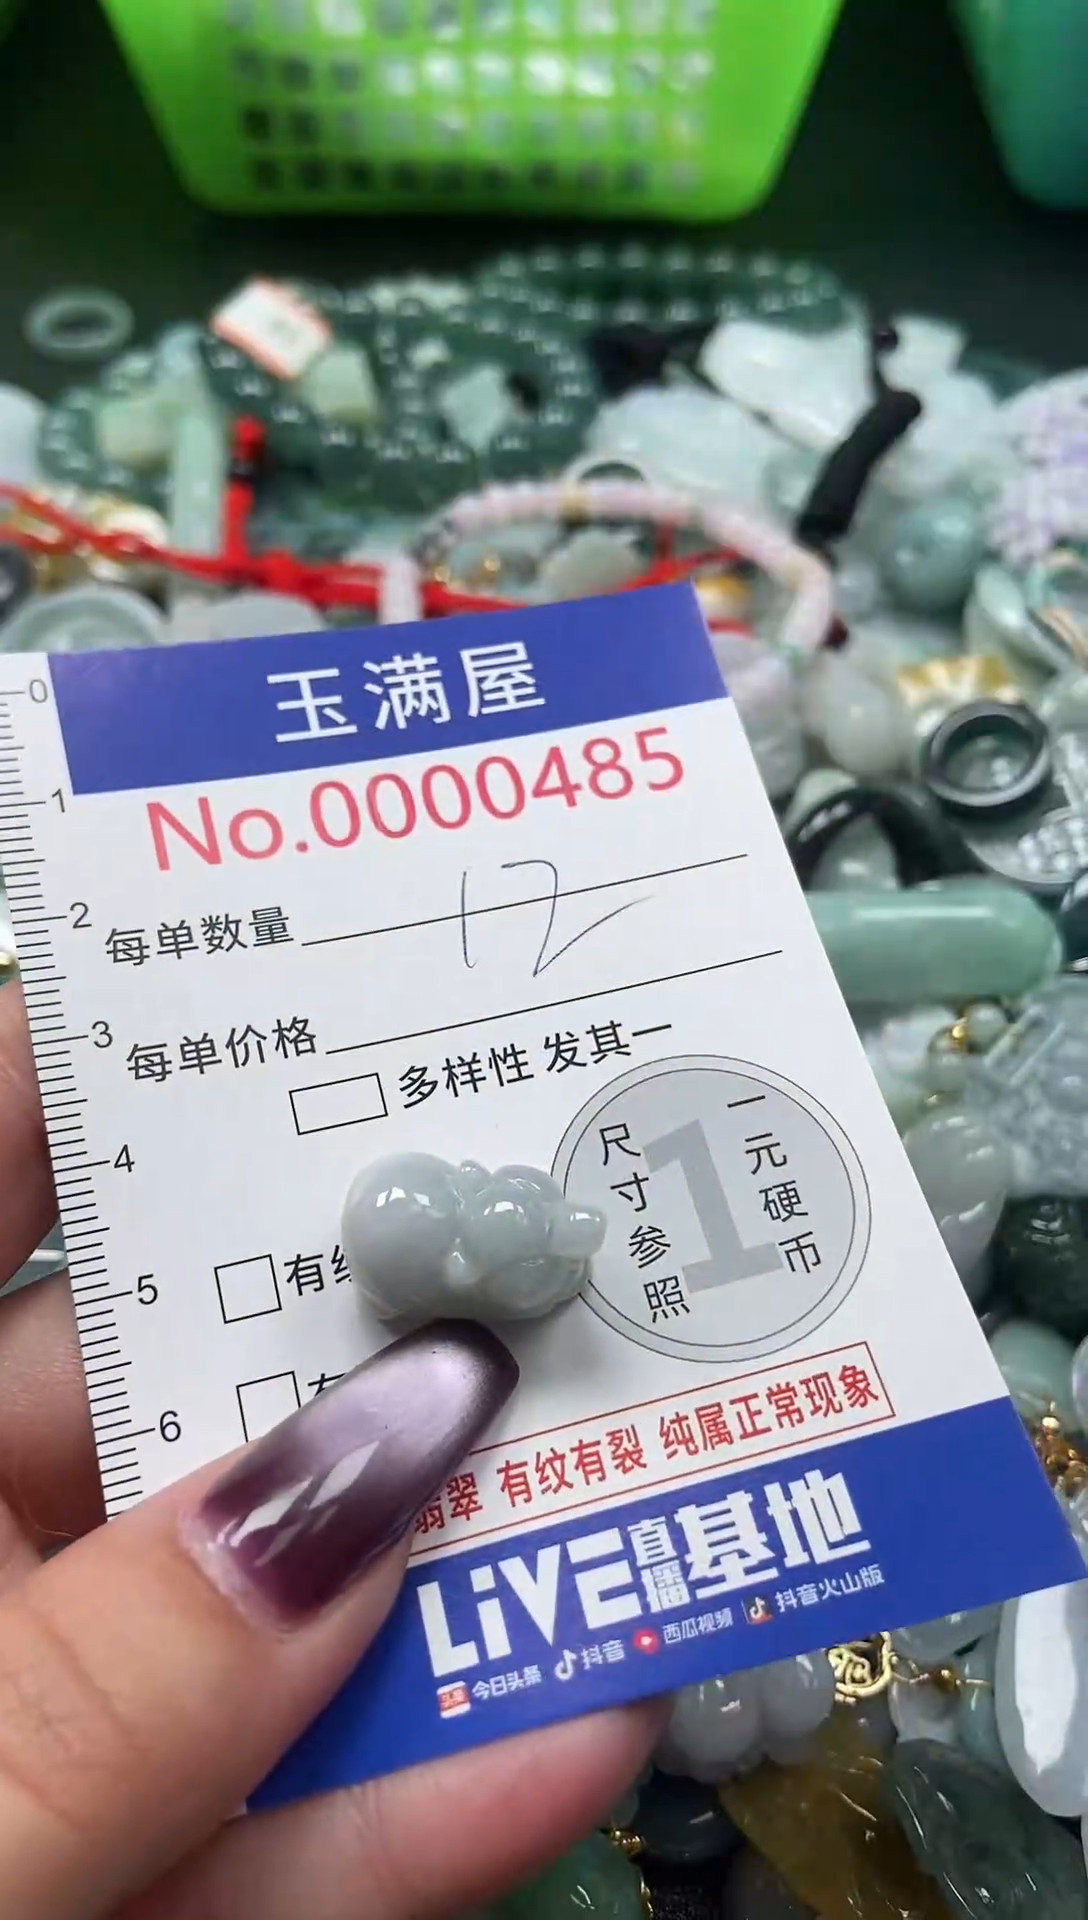 玉满屋
No.0000485
0
1
2
3
4
5
6
每单数量 12
每单价格
多样性 发其一
尺寸参照
1
一元硬币
有
翡翠 有纹有裂 纯属正常现象
LiVE直播基地
头条 今日头条 抖音 西瓜视频 抖音火山版